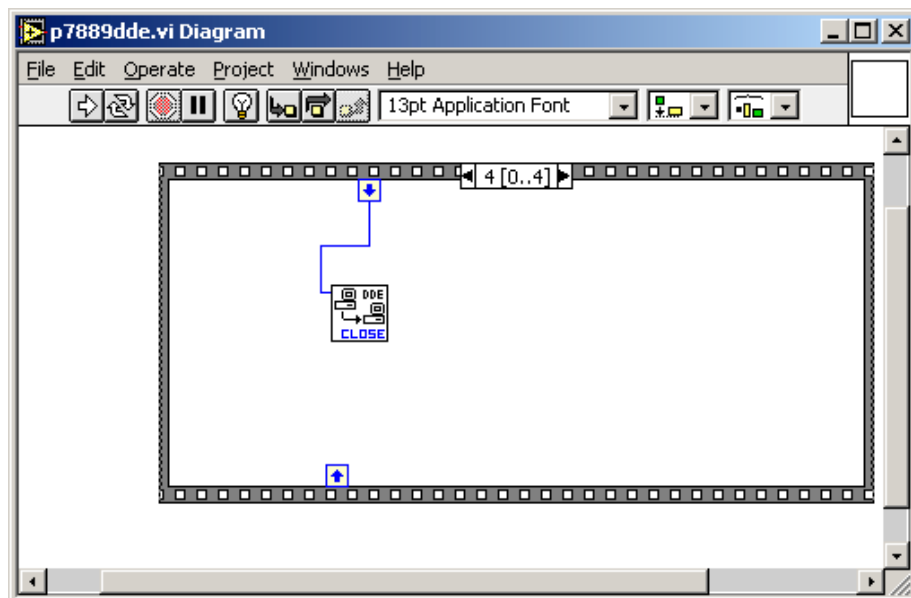 p7889dde.vi Diagram
File Edit Operate Project Windows Help
13pt Application Font
4 [0..4]
DDE
CLOSE